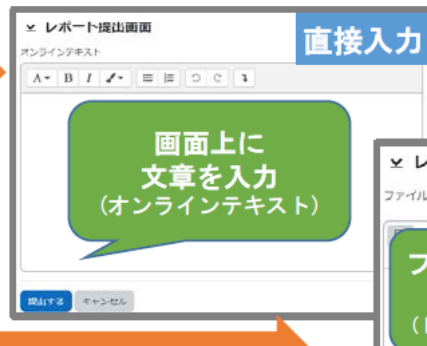 レポート提出画面
直接入力
オンラインテキスト
A B I
画面上に
文章を入力
(オンラインテキスト)
提出する キャンセル
レ
ファイル
フ